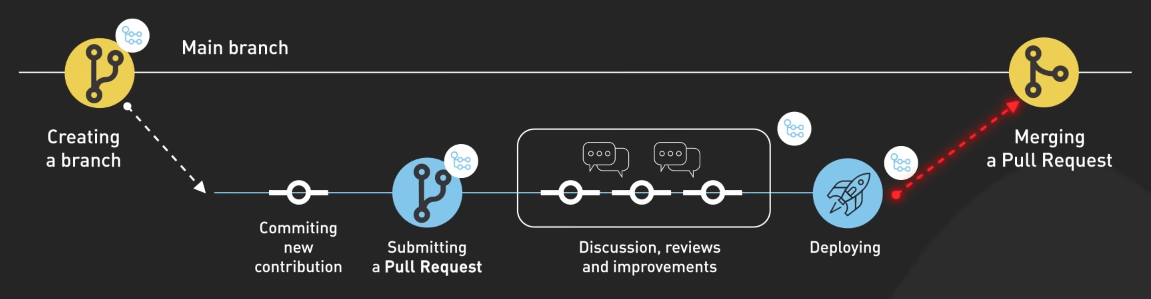 Main branch
Creating
a branch
Commiting
new
contribution
Submitting
a Pull Request
Discussion, reviews
and improvements
Deploying
Merging
a Pull Request